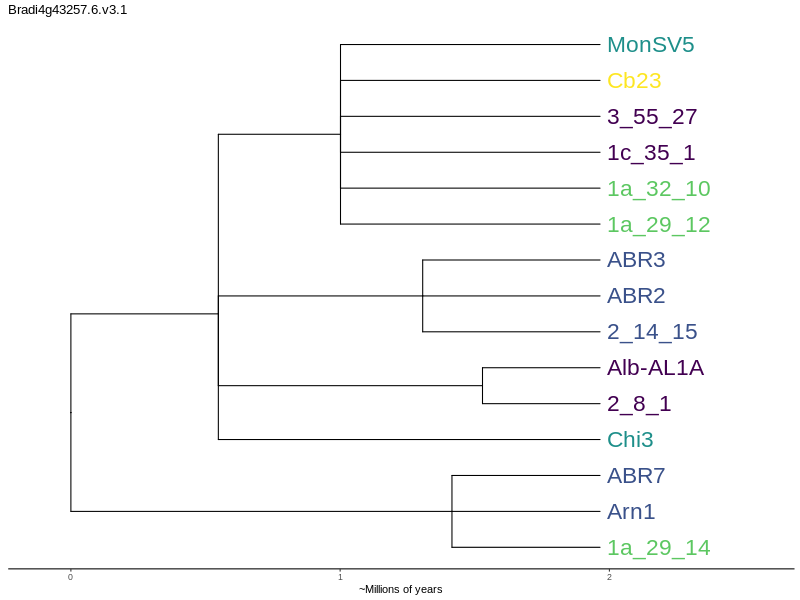 Bradi4g43257.6.v3.1
MonSV5
Cb23
3_55_27
1c_35_1
1a_32_10
1a_29_12
ABR3
ABR2
2_14_15
Alb-AL1A
2_8_1
Chi3
ABR7
Arn1
1a_29_14
0 1 2
~Millions of years